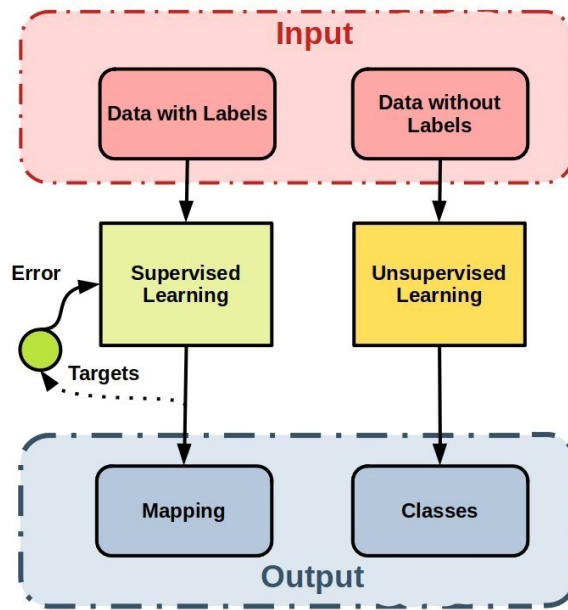 Input
Data with Labels
Data without
Labels
Supervised
Learning
Unsupervised
Learning
Error
Targets
Mapping
Classes
Output